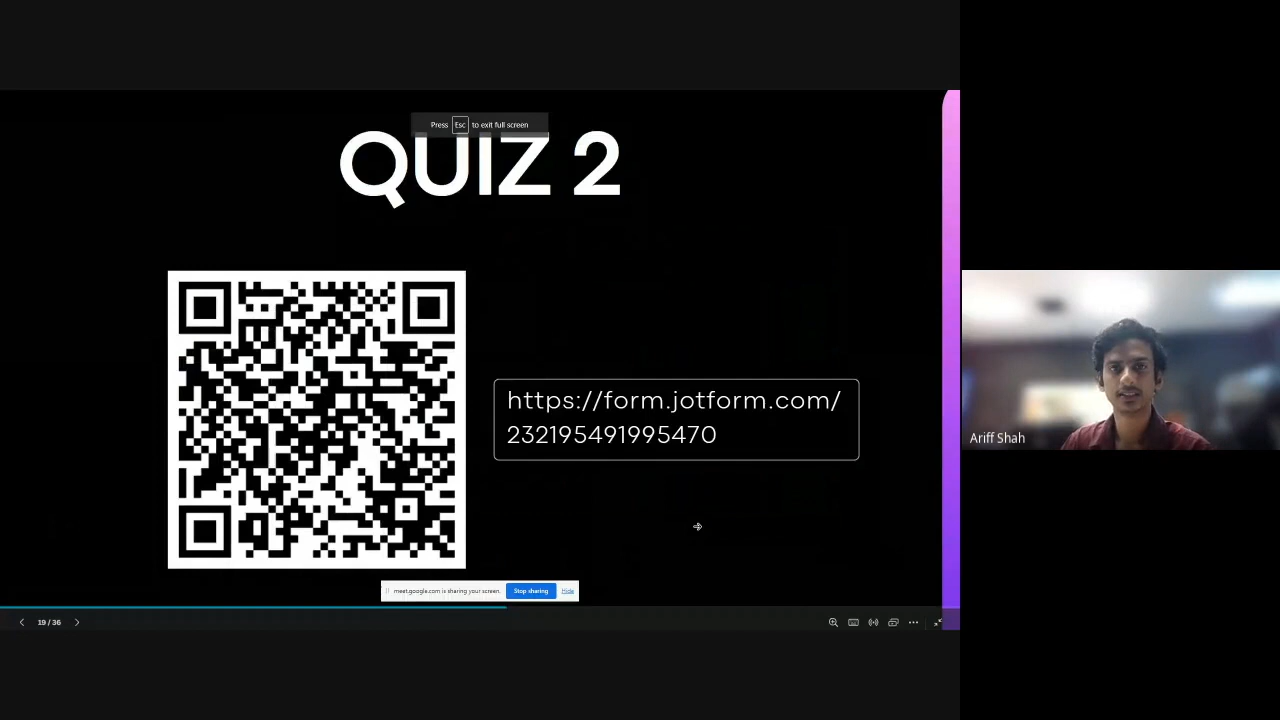 Press Esc to exit full screen
QUIZ 2
https://form.jotform.com/
232195491995470
Ariff Shah
meet.google.com is sharing your screen.
Stop sharing
Hide
19 / 36